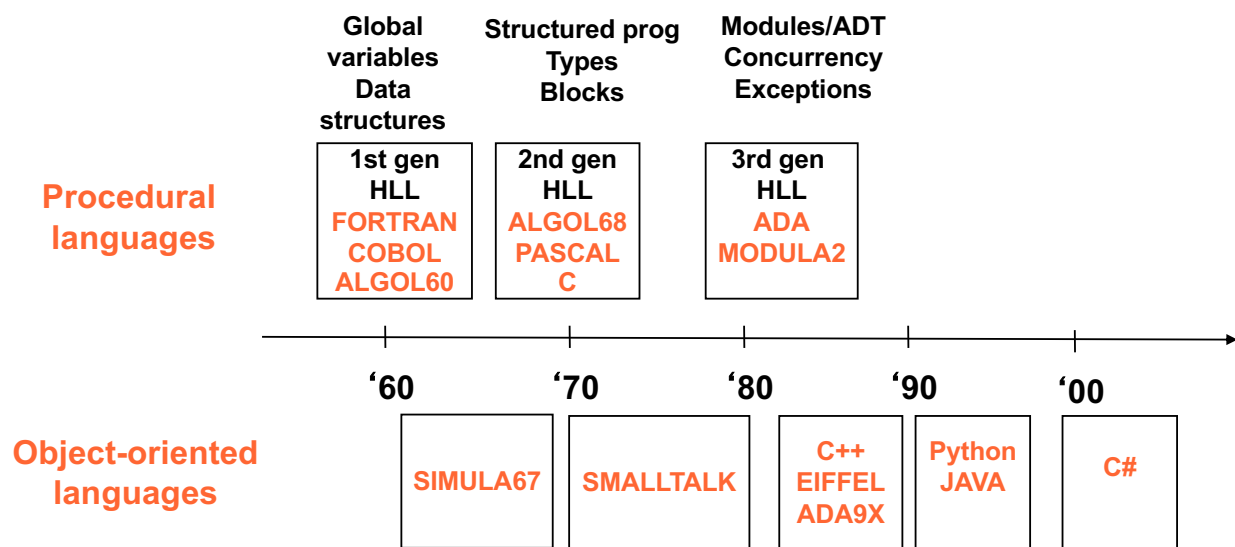 Global
variables
Data
structures
Structured prog
Types
Blocks
Modules/ADT
Concurrency
Exceptions
Procedural
languages
1st gen
HLL
FORTRAN
COBOL
ALGOL60
2nd gen
HLL
ALGOL68
PASCAL
C
3rd gen
HLL
ADA
MODULA2
‘60
‘70
‘80
‘90
‘00
Object-oriented
languages
SIMULA67
SMALLTALK
C++
EIFFEL
ADA9X
Python
JAVA
C#